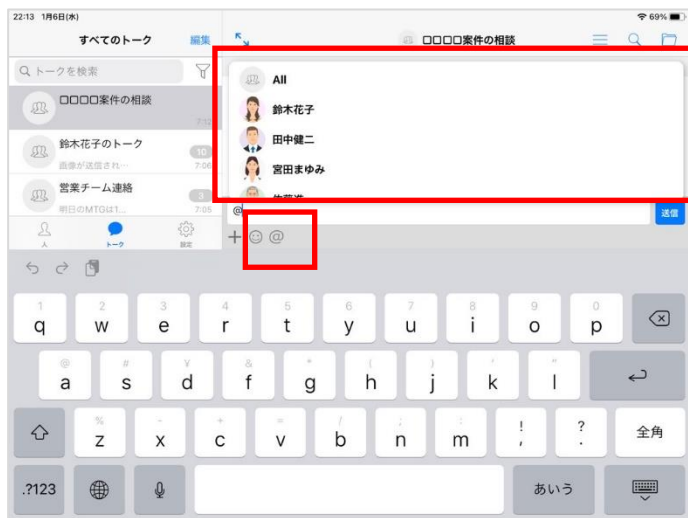 22:13 1月6日(水)
69%
すべてのトーク
編集
□□□□案件の相談
トークを検索
□□□□案件の相談
7:12
鈴木花子のトーク
画像が送信され…
10
7:06
営業チーム連絡
明日のMTGは1...
3
7:05
人
トーク
設定
All
鈴木花子
田中健二
宮田まゆみ
@
送信
@
1 2 3 4 5 6 7 8 9 0
q w e r t y u i o p
@ # ¥ & * ( ) ' "
a s d f g h j k l
% - + = / ; : ! ?
z x c v b n m , .
全角
.?123
あいう